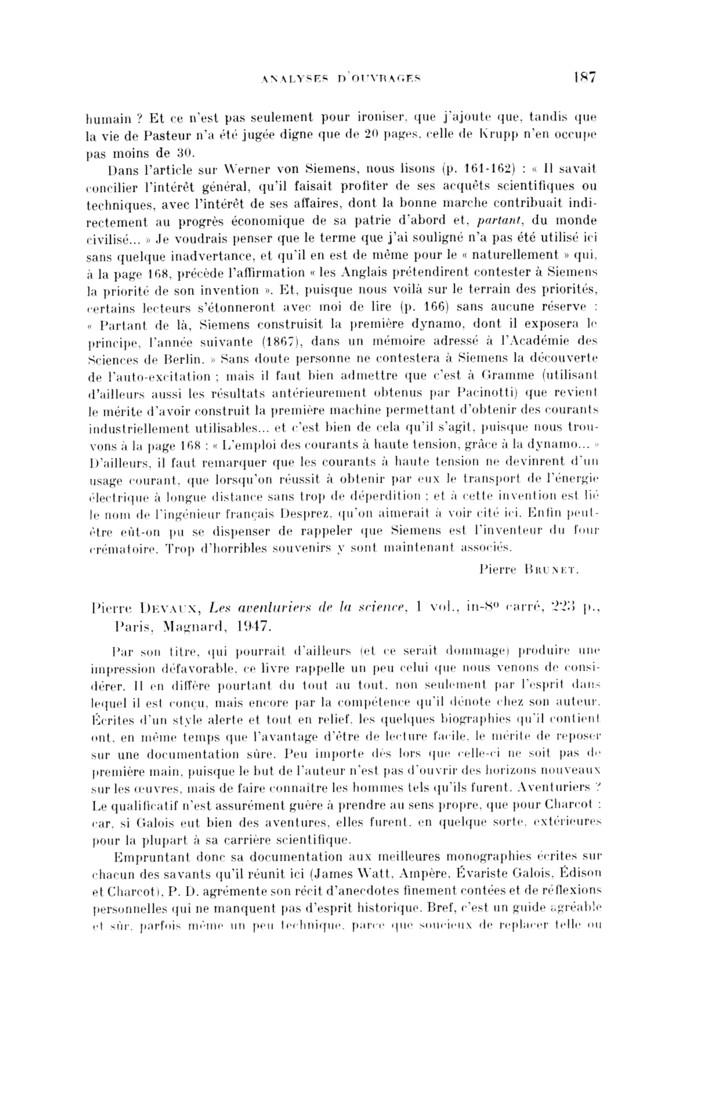 ANALYSES D'OUVRAGES 187
humain ? Et ce n'est pas seulement pour ironiser, que j'ajoute que, tandis que
la vie de Pasteur n'a été jugée digne que de 20 pages, celle de Krupp n'en occupe
pas moins de 30.
Dans l'article sur Werner von Siemens, nous lisons (p. 161-162) : « Il savait
concilier l'intérêt général, qu'il faisait profiter de ses acquêts scientifiques ou
techniques, avec l'intérêt de ses affaires, dont la bonne marche contribuait indi-
rectement au progrès économique de sa patrie d'abord et, partant, du monde
civilisé... » Je voudrais penser que le terme que j'ai souligné n'a pas été utilisé ici
sans quelque inadvertance, et qu'il en est de même pour le « naturellement » qui,
à la page 168, précède l'affirmation « les Anglais prétendirent contester à Siemens
la priorité de son invention ». Et, puisque nous voilà sur le terrain des priorités,
certains lecteurs s'étonneront avec moi de lire (p. 166) sans aucune réserve :
« Partant de là, Siemens construisit la première dynamo, dont il exposera le
principe, l'année suivante (1867), dans un mémoire adressé à l'Académie des
Sciences de Berlin. » Sans doute personne ne contestera à Siemens la découverte
de l'auto-excitation ; mais il faut bien admettre que c'est à Gramme (utilisant
d'ailleurs aussi les résultats antérieurement obtenus par Pacinotti) que revient
le mérite d'avoir construit la première machine permettant d'obtenir des courants
industriellement utilisables... et c'est bien de cela qu'il s'agit, puisque nous trou-
vons à la page 168 : « L'emploi des courants à haute tension, grâce à la dynamo... »
D'ailleurs, il faut remarquer que les courants à haute tension ne devinrent d'un
usage courant, que lorsqu'on réussit à obtenir par eux le transport de l'énergie
électrique à longue distance sans trop de déperdition ; et à cette invention est lié
le nom de l'ingénieur français Desprez, qu'on aimerait à voir cité ici. Enfin peut-
être eût-on pu se dispenser de rappeler que Siemens est l'inventeur du four
crématoire. Trop d'horribles souvenirs y sont maintenant associés.
Pierre BRUNET.
Pierre DEVAUX, Les aventuriers de la science, 1 vol., in-8º carré, 223 p.,
Paris, Magnard, 1947.
Par son titre, qui pourrait d'ailleurs (et ce serait dommage) produire une
impression défavorable, ce livre rappelle un peu celui que nous venons de consi-
dérer. Il en diffère pourtant du tout au tout, non seulement par l'esprit dans
lequel il est conçu, mais encore par la compétence qu'il dénote chez son auteur.
Écrites d'un style alerte et tout en relief, les quelques biographies qu'il contient
ont, en même temps que l'avantage d'être de lecture facile, le mérite de reposer
sur une documentation sûre. Peu importe dès lors que celle-ci ne soit pas de
première main, puisque le but de l'auteur n'est pas d'ouvrir des horizons nouveaux
sur les œuvres, mais de faire connaitre les hommes tels qu'ils furent. Aventuriers ?
Le qualificatif n'est assurément guère à prendre au sens propre, que pour Charcot ;
car, si Galois eut bien des aventures, elles furent, en quelque sorte, extérieures
pour la plupart à sa carrière scientifique.
Empruntant donc sa documentation aux meilleures monographies écrites sur
chacun des savants qu'il réunit ici (James Watt, Ampère, Évariste Galois, Édison
et Charcot), P. D. agrémente son récit d'anecdotes finement contées et de réflexions
personnelles qui ne manquent pas d'esprit historique. Bref, c'est un guide agréable
et sûr, parfois même un peu technique, parce que soucieux de replacer telle ou